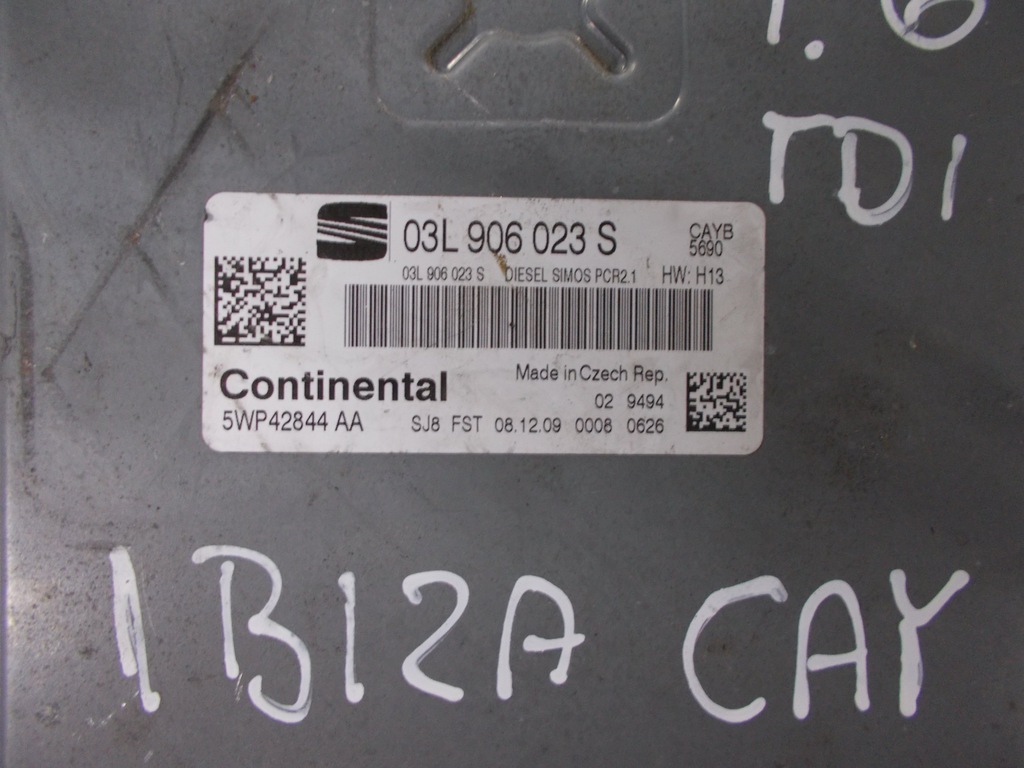 1.6
TDI
03L 906 023 S
CAYB
5690
03L 906 023 S DIESEL SIMOS PCR2.1 HW: H13
Continental
Made in Czech Rep.
02 9494
5WP42844 AA
SJ8 FST 08.12.09 0008 0626
IBIZA CAY